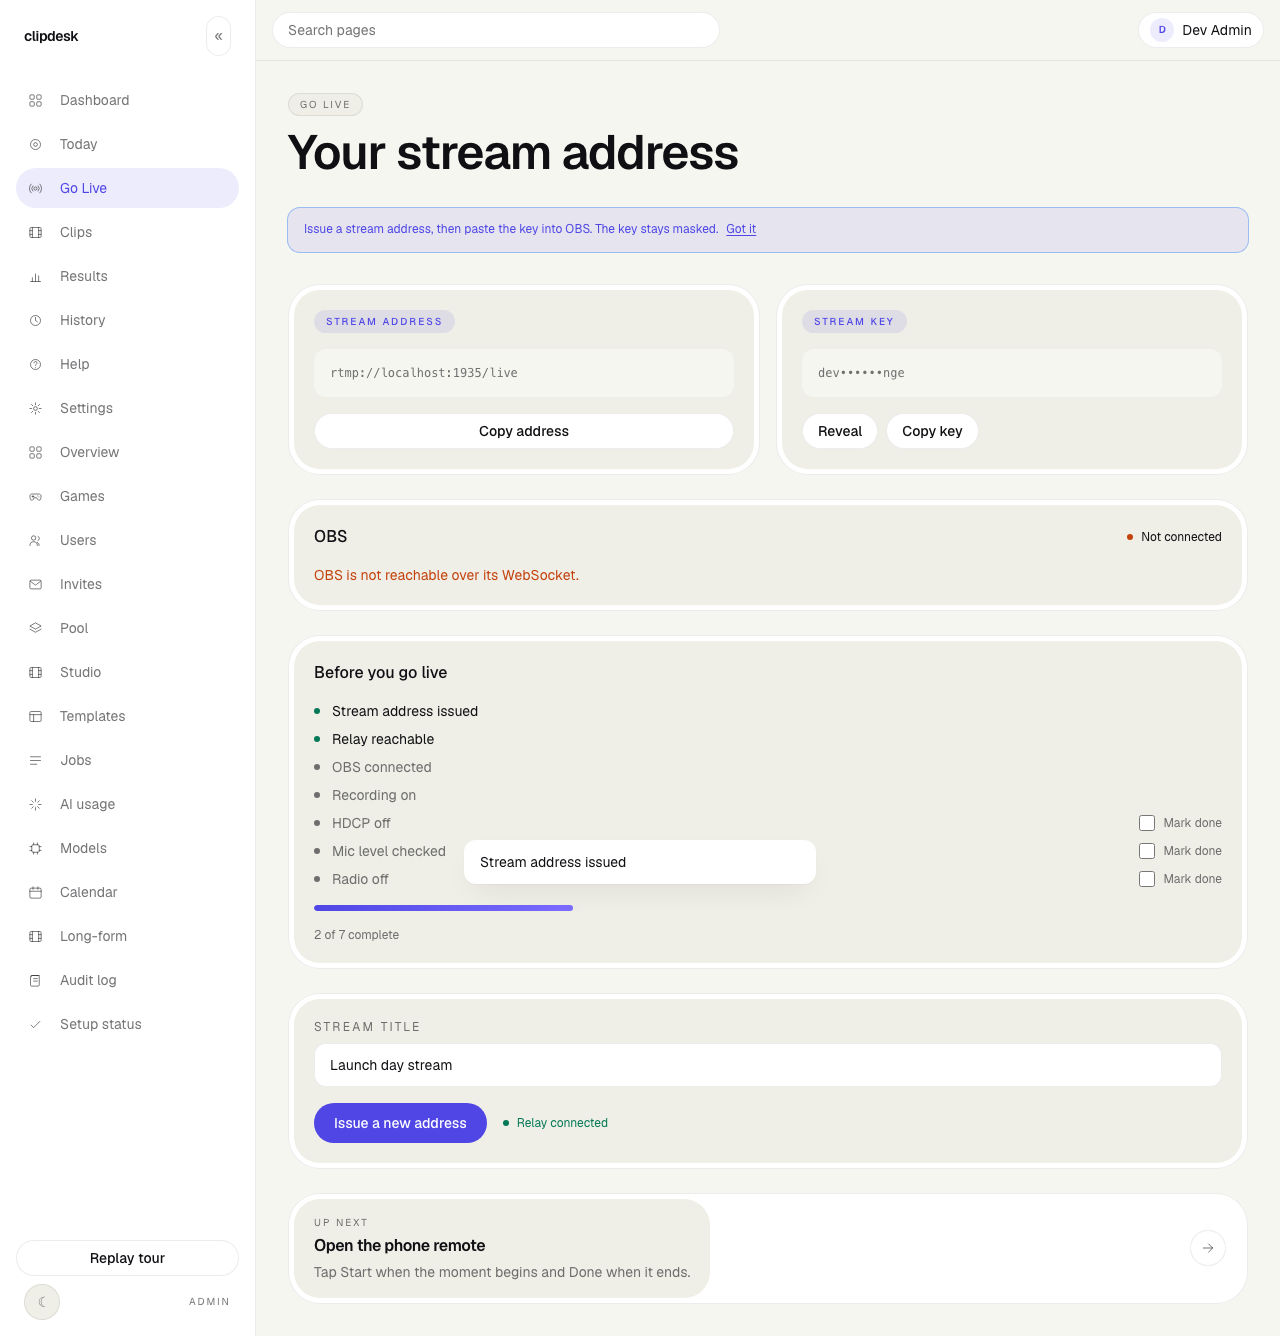 clipdesk
«
Search pages
D
Dev Admin
Dashboard
Today
Go Live
Clips
Results
History
Help
Settings
Overview
Games
Users
Invites
Pool
Studio
Templates
Jobs
AI usage
Models
Calendar
Long-form
Audit log
Setup status
Replay tour
ADMIN
GO LIVE
Your stream address
Issue a stream address, then paste the key into OBS. The key stays masked. Got it
STREAM ADDRESS
rtmp://localhost:1935/live
Copy address
STREAM KEY
dev••••••nge
Reveal
Copy key
OBS
Not connected
OBS is not reachable over its WebSocket.
Before you go live
Stream address issued
Relay reachable
OBS connected
Recording on
HDCP off
Mark done
Mic level checked
Mark done
Radio off
Mark done
Stream address issued
2 of 7 complete
STREAM TITLE
Launch day stream
Issue a new address
Relay connected
UP NEXT
Open the phone remote
Tap Start when the moment begins and Done when it ends.